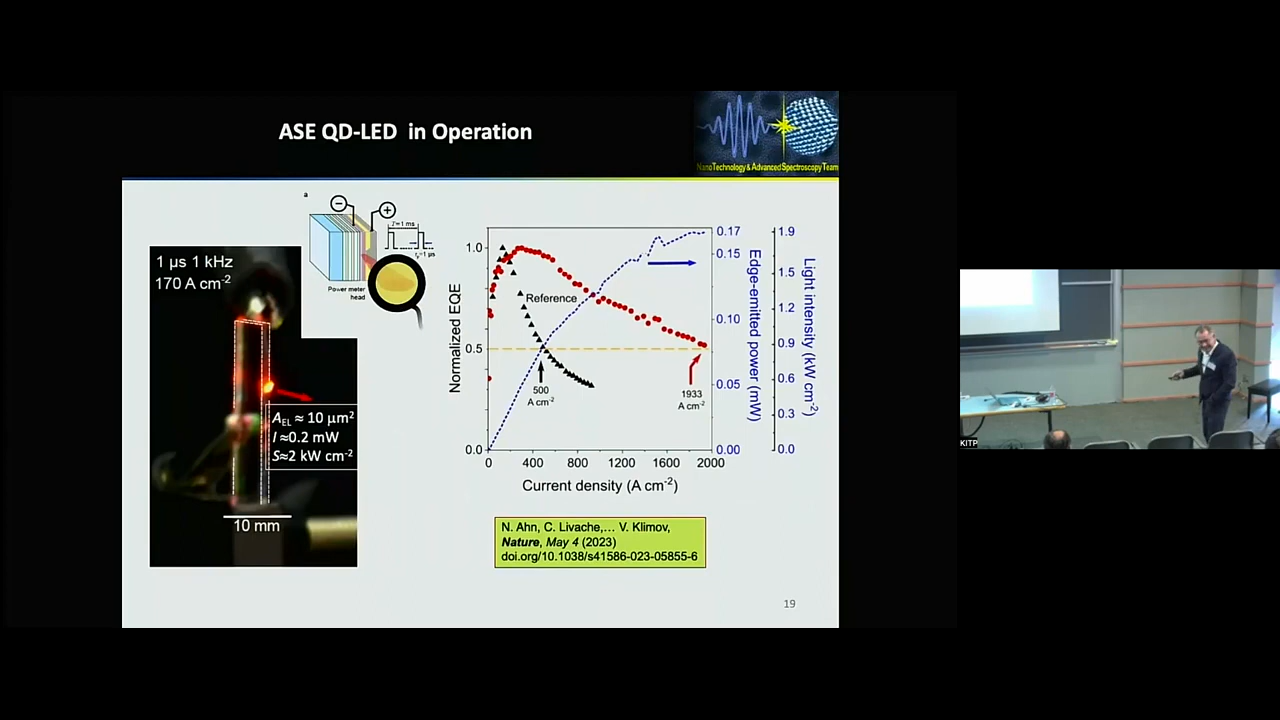 ASE QD-LED in Operation
NanoTechnology & Advanced Spectroscopy Team
a
T=1 ms
Power meter
head
1 μs 1 kHz
170 A cm⁻²
A_EL ≈ 10 μm²
I ≈0.2 mW
S≈2 kW cm⁻²
10 mm
Normalized EQE
1.0
0.5
0.0
Reference
500
A cm⁻²
1933
A cm⁻²
0
400
800
1200
1600
2000
Current density (A cm⁻²)
0.17
0.15
0.10
0.05
0.00
Edge-emitted power (mW)
1.9
1.5
1.2
0.9
0.6
0.3
0.0
Light intensity (kW cm⁻²)
N. Ahn, C. Livache,... V. Klimov,
Nature, May 4 (2023)
doi.org/10.1038/s41586-023-05855-6
19
KITP